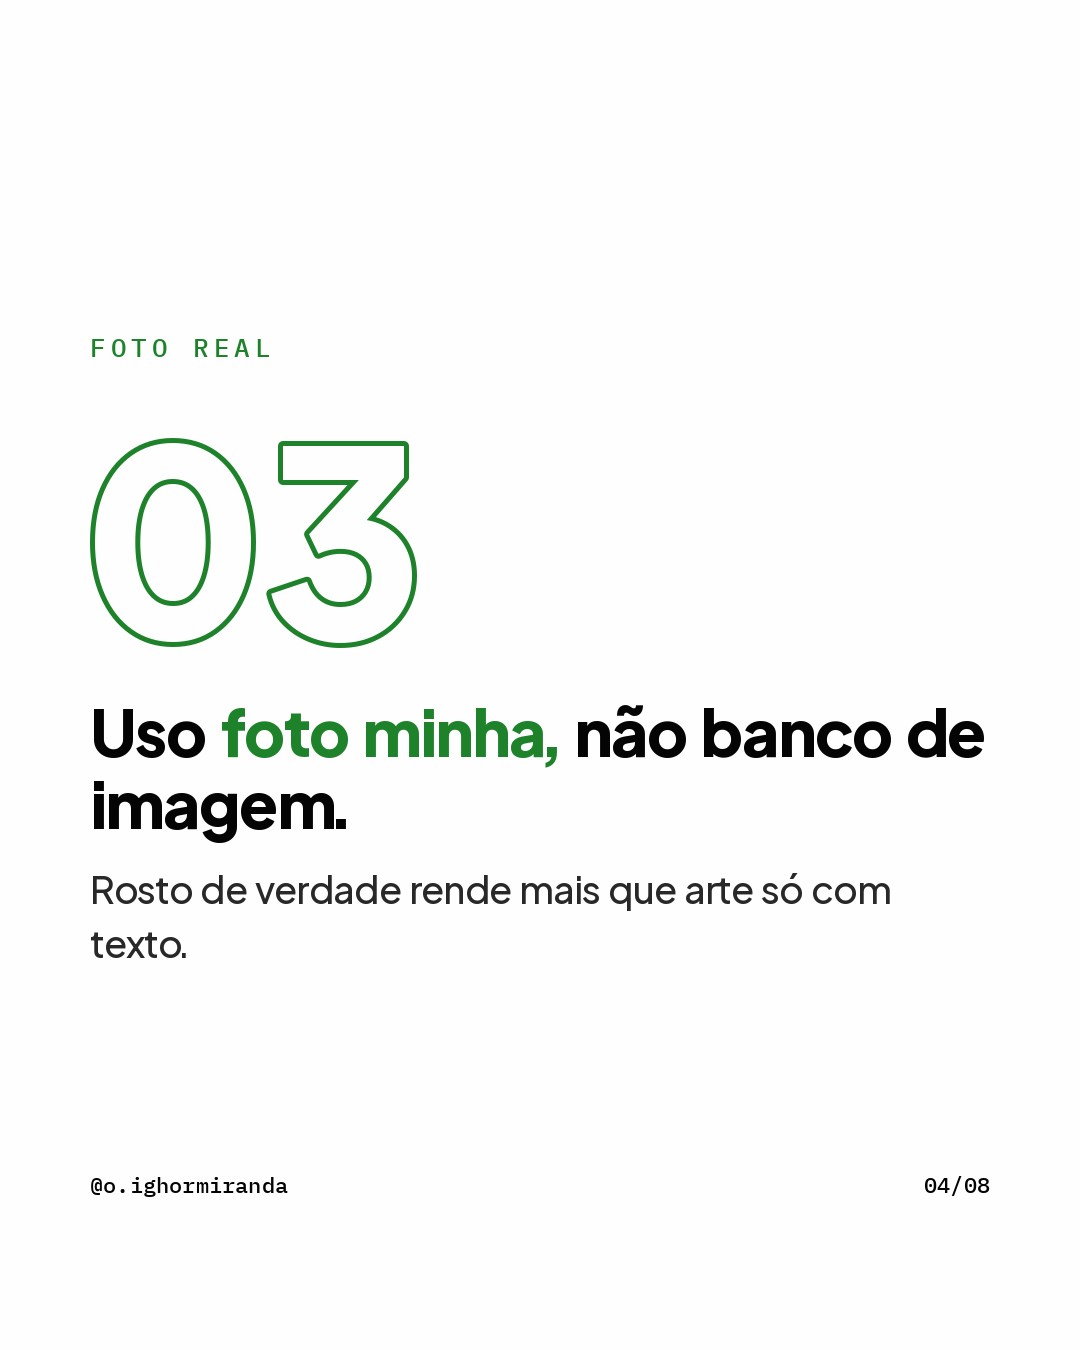 FOTO REAL
03
Uso foto minha, não banco de
imagem.
Rosto de verdade rende mais que arte só com
texto.
@o.ighormiranda
04/08